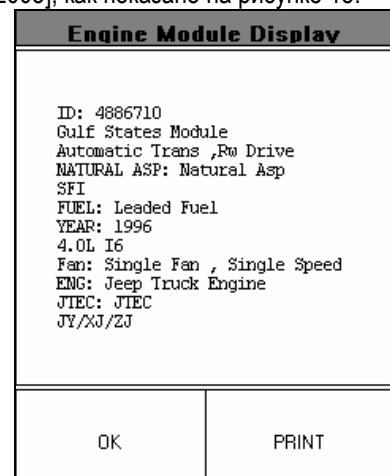 2003], как показано на рисунке 15.
Engine Module Display
ID: 4886710
Gulf States Module
Automatic Trans ,Rw Drive
NATURAL ASP: Natural Asp
SFI
FUEL: Leaded Fuel
YEAR: 1996
4.0L I6
Fan: Single Fan , Single Speed
ENG: Jeep Truck Engine
JTEC: JTEC
JY/XJ/ZJ
OK
PRINT